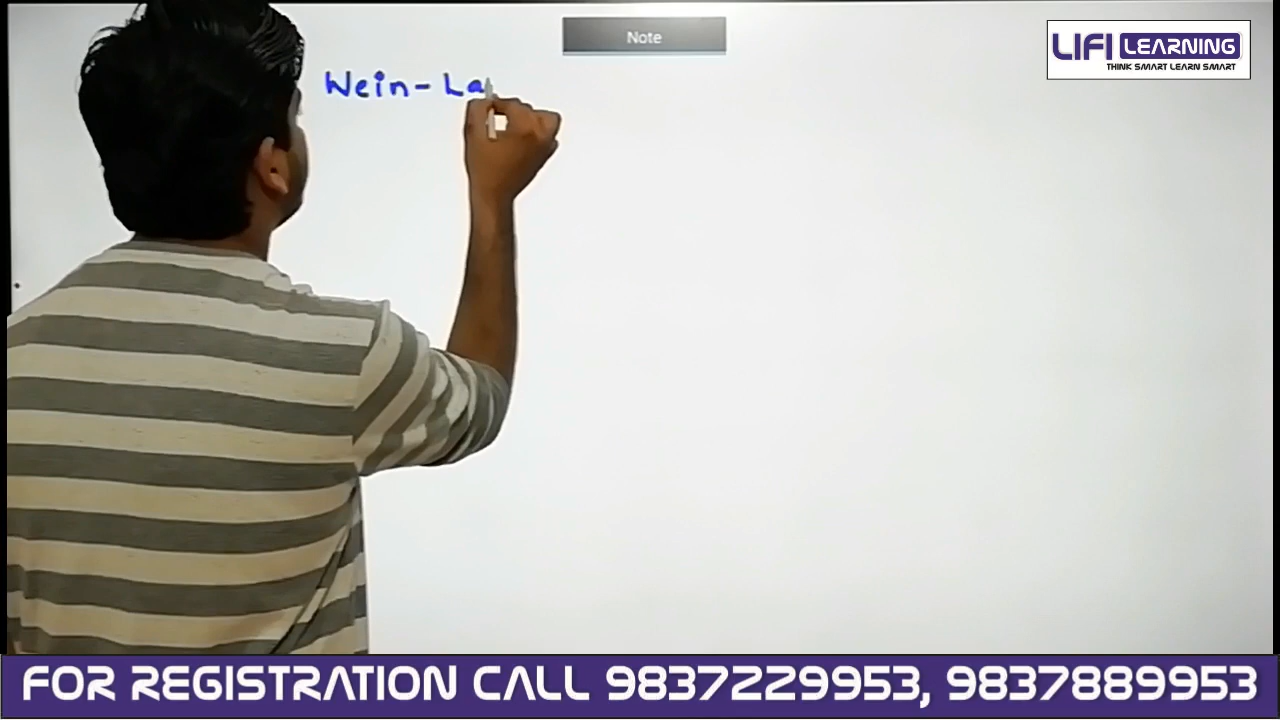 Note
LIFI LEARNING
THINK SMART LEARN SMART
Wein- La
FOR REGISTRATION CALL 9837229953, 9837889953